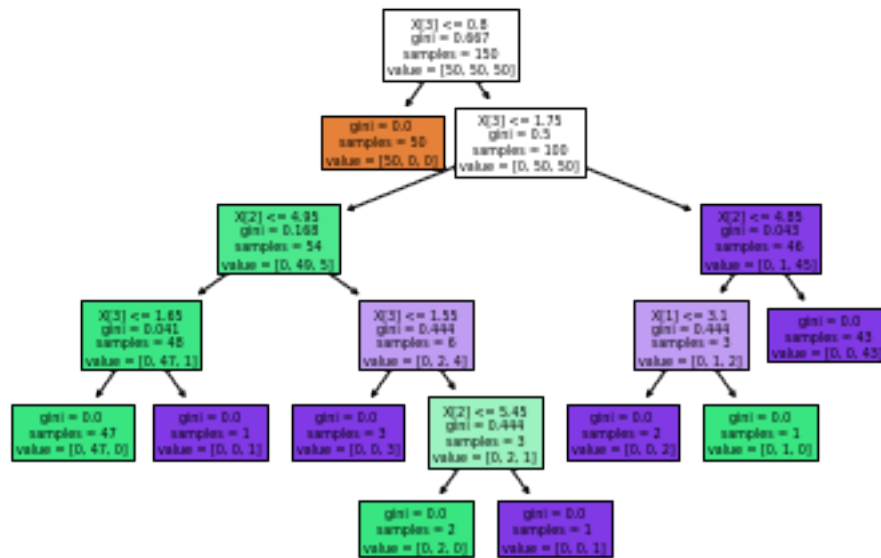 X[3] <= 0.8
gini = 0.667
samples = 150
value = [50, 50, 50]
gini = 0.0
samples = 50
value = [50, 0, 0]
X[3] <= 1.75
gini = 0.5
samples = 100
value = [0, 50, 50]
X[2] <= 4.95
gini = 0.168
samples = 54
value = [0, 49, 5]
X[2] <= 4.85
gini = 0.043
samples = 46
value = [0, 1, 45]
X[3] <= 1.65
gini = 0.041
samples = 48
value = [0, 47, 1]
X[3] <= 1.55
gini = 0.444
samples = 6
value = [0, 2, 4]
X[1] <= 3.1
gini = 0.444
samples = 3
value = [0, 1, 2]
gini = 0.0
samples = 43
value = [0, 0, 43]
gini = 0.0
samples = 47
value = [0, 47, 0]
gini = 0.0
samples = 1
value = [0, 0, 1]
gini = 0.0
samples = 3
value = [0, 0, 3]
X[2] <= 5.45
gini = 0.444
samples = 3
value = [0, 2, 1]
gini = 0.0
samples = 2
value = [0, 0, 2]
gini = 0.0
samples = 1
value = [0, 1, 0]
gini = 0.0
samples = 2
value = [0, 2, 0]
gini = 0.0
samples = 1
value = [0, 0, 1]